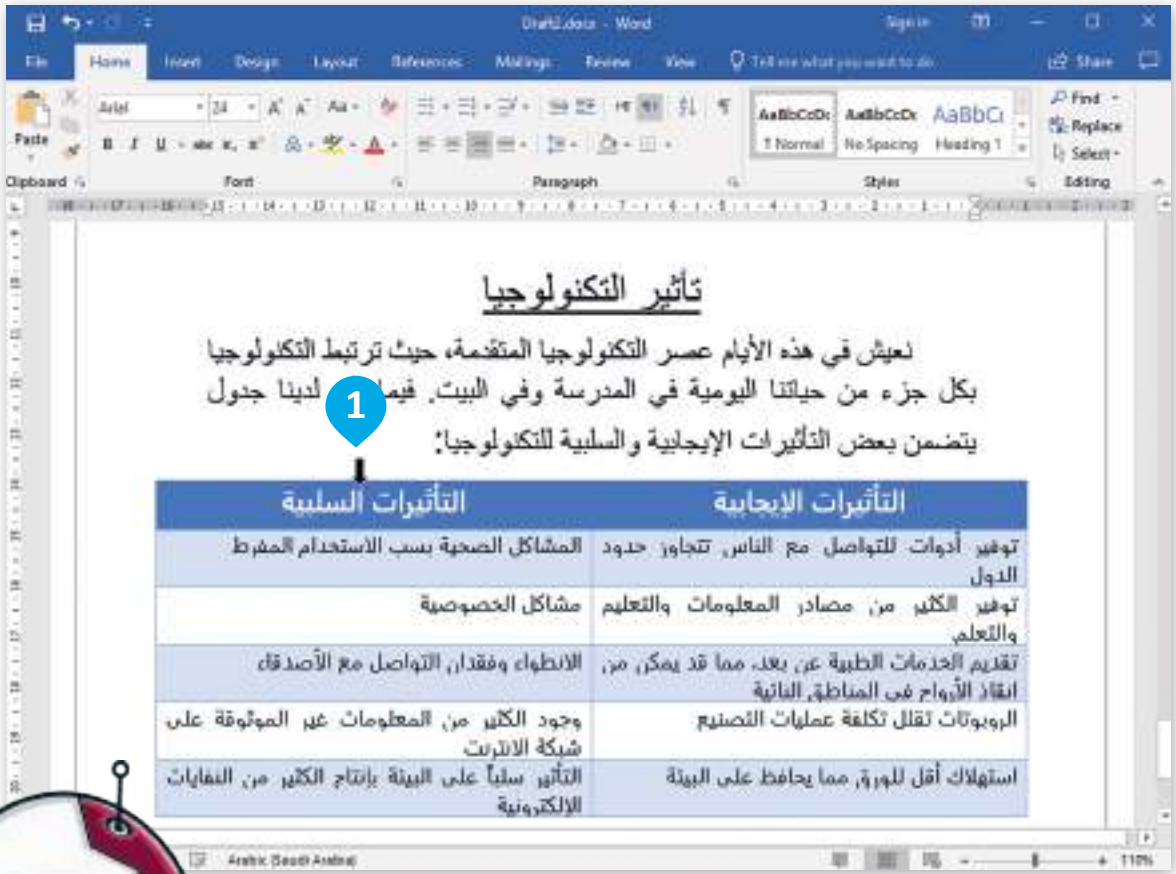 Draft2.docx - Word
Sign in
File Home Insert Design Layout References Mailings Review View Tell me what you want to do Share
Paste
Arial 24
B I U abc
AaBbCcDc AaBbCcDc AaBbCc
Normal No Spacing Heading 1
Find
Replace
Select
Clipboard Font Paragraph Styles Editing
تأثير التكنولوجيا
نعيش في هذه الأيام عصر التكنولوجيا المتقدمة، حيث ترتبط التكنولوجيا
بكل جزء من حياتنا اليومية في المدرسة وفي البيت. لدينا جدول
1
يتضمن بعض التأثيرات الإيجابية والسلبية للتكنولوجيا:
التأثيرات الإيجابية التأثيرات السلبية
توفير أدوات للتواصل مع الناس تتجاوز حدود
الدول
المشاكل الصحية بسب الاستخدام المفرط
توفير الكثير من مصادر المعلومات والتعليم
والتعلم.
مشاكل الخصوصية
تقديم الخدمات الطبية عن بعد، مما قد يمكن من
انقاذ الأرواح في المناطق النائية
الانطواء وفقدان التواصل مع الأصدقاء
الروبوتات تقلل تكلفة عمليات التصنيع
وجود الكثير من المعلومات غير الموثوقة على
شبكة الانترنت
استهلاك أقل للورق مما يحافظ على البيئة
التأثير سلباً على البيئة بإنتاج الكثير من النفايات
الإلكترونية
Arabic (Saudi Arabia)
110%